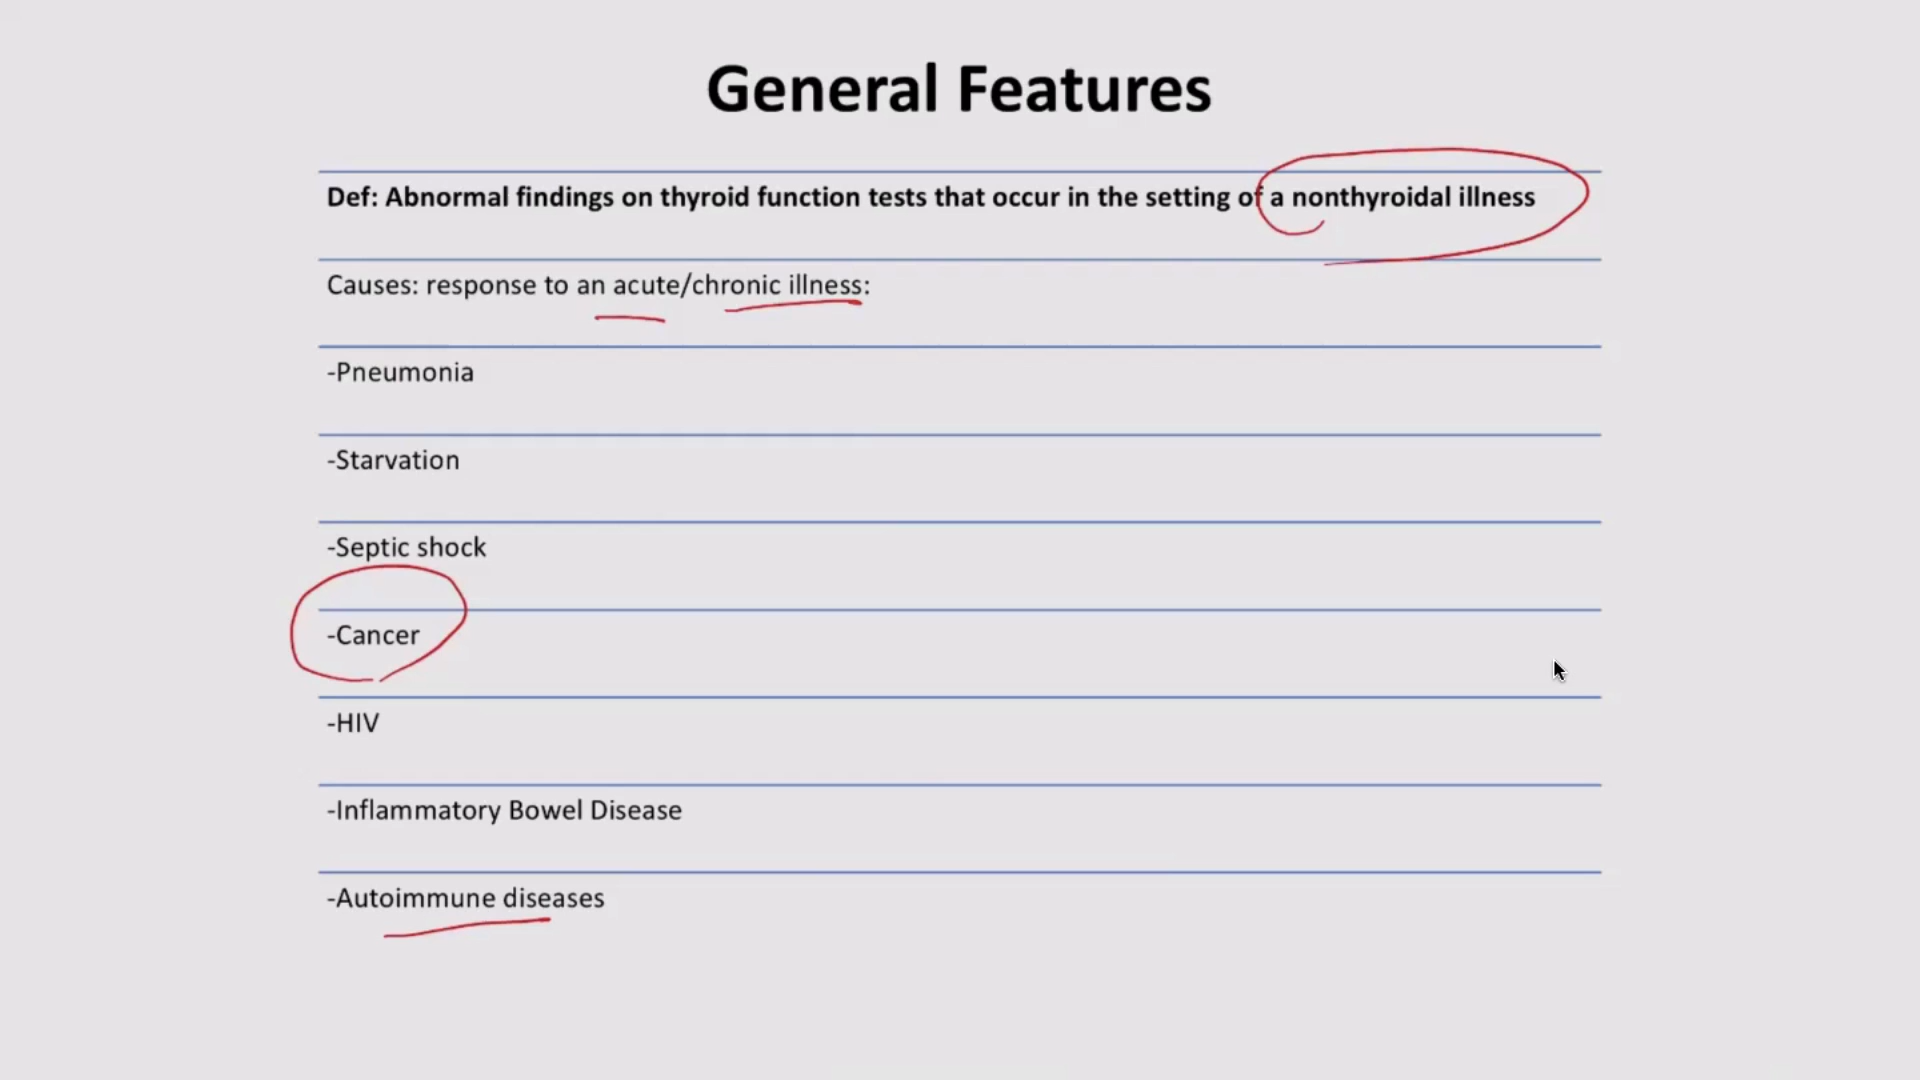 General Features
Def: Abnormal findings on thyroid function tests that occur in the setting of a nonthyroidal illness
Causes: response to an acute/chronic illness:
-Pneumonia
-Starvation
-Septic shock
-Cancer
-HIV
-Inflammatory Bowel Disease
-Autoimmune diseases